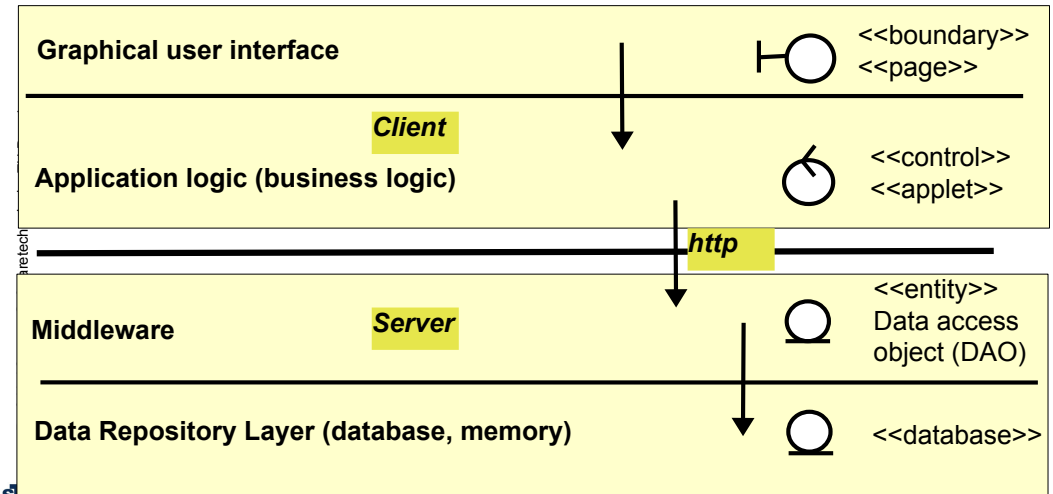 Graphical user interface
<<boundary>>
<<page>>
Client
Application logic (business logic)
<<control>>
<<applet>>
http
Middleware
Server
<<entity>>
Data access
object (DAO)
Data Repository Layer (database, memory)
<<database>>